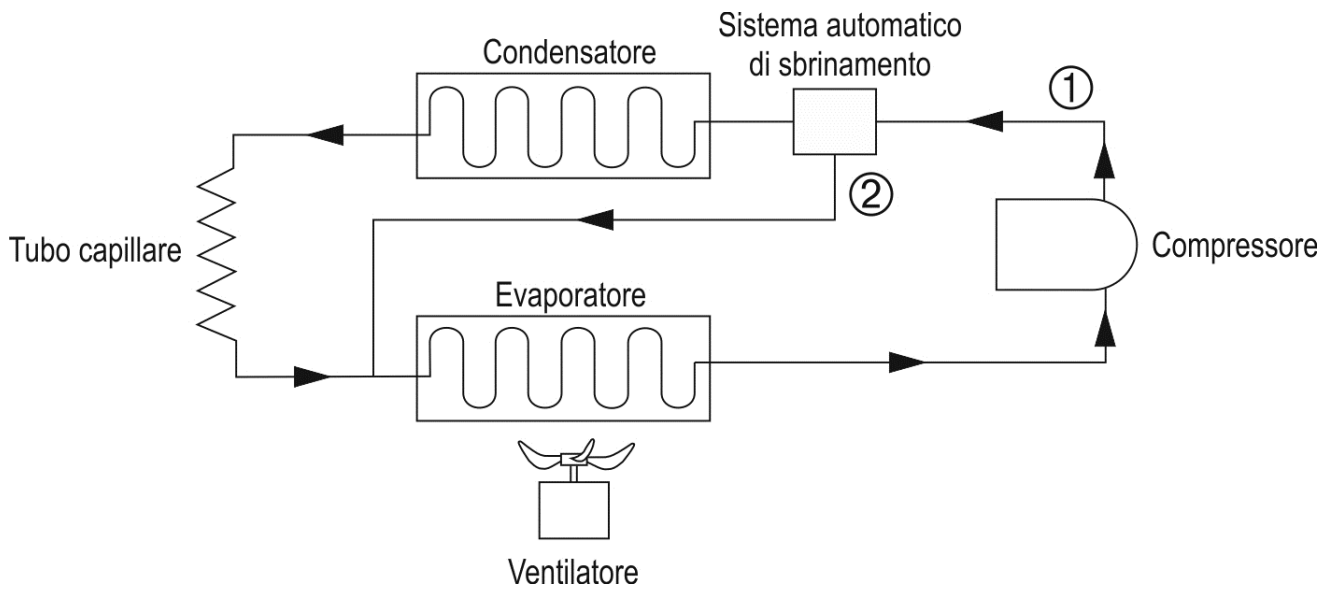 Sistema automatico
di sbrinamento
Condensatore
①
②
Tubo capillare
Compressore
Evaporatore
Ventilatore